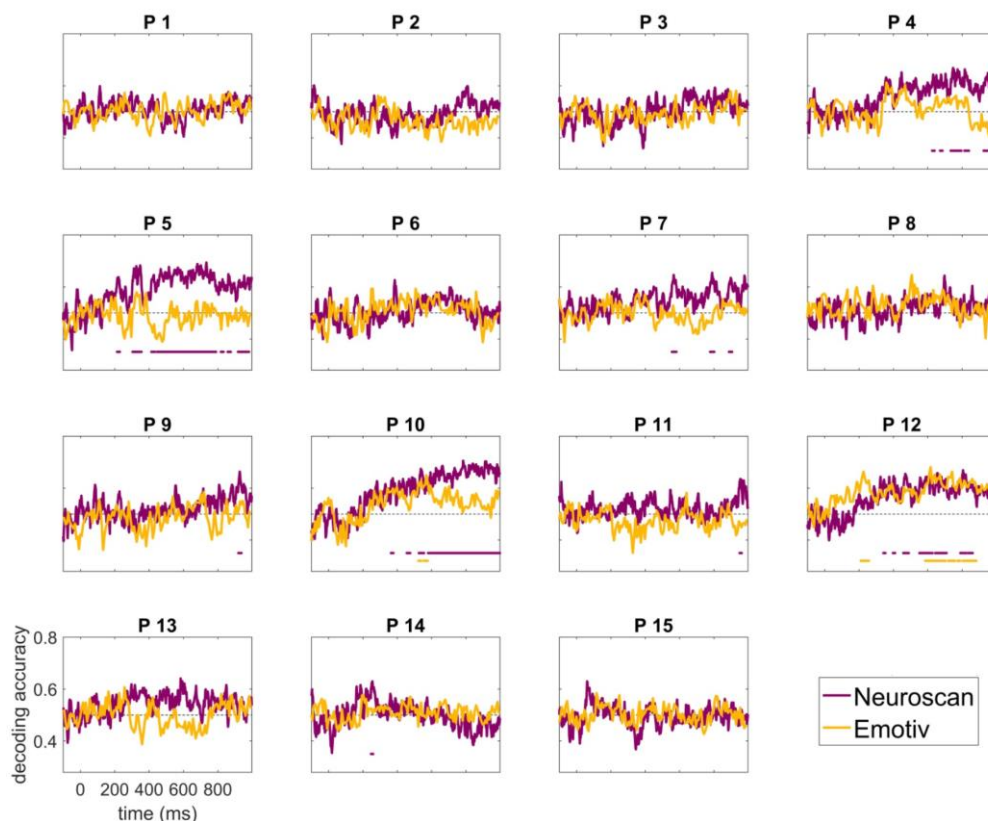 P 1
P 2
P 3
P 4
P 5
P 6
P 7
P 8
P 9
P 10
P 11
P 12
P 13
P 14
P 15
0.8
0.6
0.4
decoding accuracy
0 200 400 600 800
time (ms)
Neuroscan
Emotiv